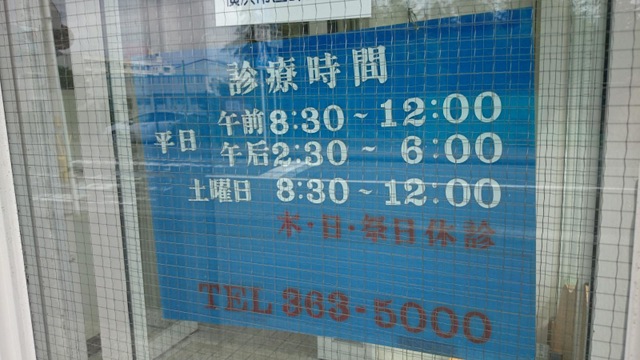 診療時間
平日 午前 8:30~12:00
午后 2:30~ 6:00
土曜日 8:30~12:00
木・日・祭日休診
TEL 363-5000